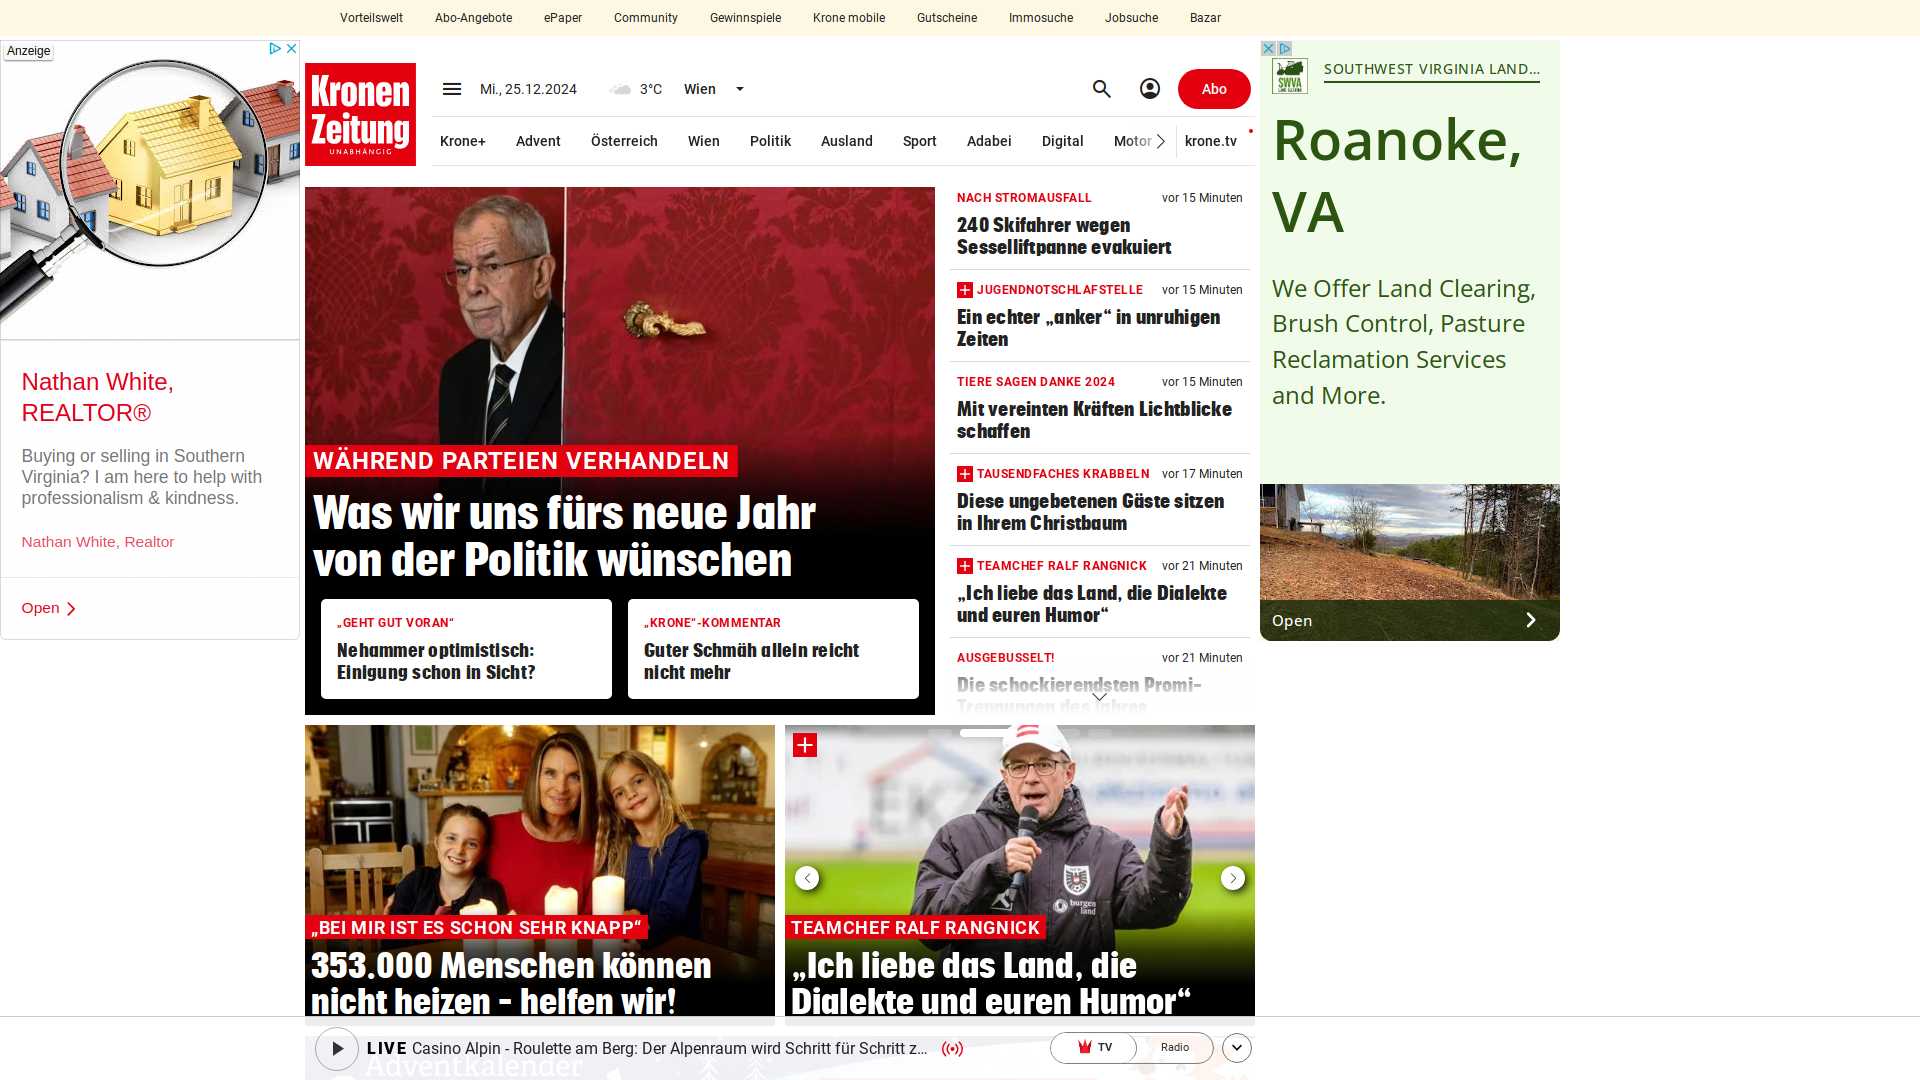 Vorteilswelt Abo-Angebote ePaper Community Gewinnspiele Krone mobile Gutscheine Immosuche Jobsuche Bazar
Anzeige
Nathan White,
REALTOR®
Buying or selling in Southern
Virginia? I am here to help with
professionalism & kindness.
Nathan White, Realtor
Open
Kronen
Zeitung
UNABHÄNGIG
Mi., 25.12.2024 3°C Wien Abo
Krone+ Advent Österreich Wien Politik Ausland Sport Adabei Digital Motor krone.tv
WÄHREND PARTEIEN VERHANDELN
Was wir uns fürs neue Jahr
von der Politik wünschen
„GEHT GUT VORAN“
Nehammer optimistisch:
Einigung schon in Sicht?
„KRONE“-KOMMENTAR
Guter Schmäh allein reicht
nicht mehr
NACH STROMAUSFALL vor 15 Minuten
240 Skifahrer wegen
Sesselliftpanne evakuiert
JUGENDNOTSCHLAFSTELLE vor 15 Minuten
Ein echter „anker“ in unruhigen
Zeiten
TIERE SAGEN DANKE 2024 vor 15 Minuten
Mit vereinten Kräften Lichtblicke
schaffen
TAUSENDFACHES KRABBELN vor 17 Minuten
Diese ungebetenen Gäste sitzen
in Ihrem Christbaum
TEAMCHEF RALF RANGNICK vor 21 Minuten
„Ich liebe das Land, die Dialekte
und euren Humor“
AUSGEBUSSELT! vor 21 Minuten
Die schockierendsten Promi-
Trennungen des Jahres
SWVA
LAND CLEARING
SOUTHWEST VIRGINIA LAND...
Roanoke,
VA
We Offer Land Clearing,
Brush Control, Pasture
Reclamation Services
and More.
Open
„BEI MIR IST ES SCHON SEHR KNAPP“
353.000 Menschen können
nicht heizen – helfen wir!
EKZ
burgen
land
TEAMCHEF RALF RANGNICK
„Ich liebe das Land, die
Dialekte und euren Humor“
LIVE Casino Alpin - Roulette am Berg: Der Alpenraum wird Schritt für Schritt z... TV Radio
Adventkalender